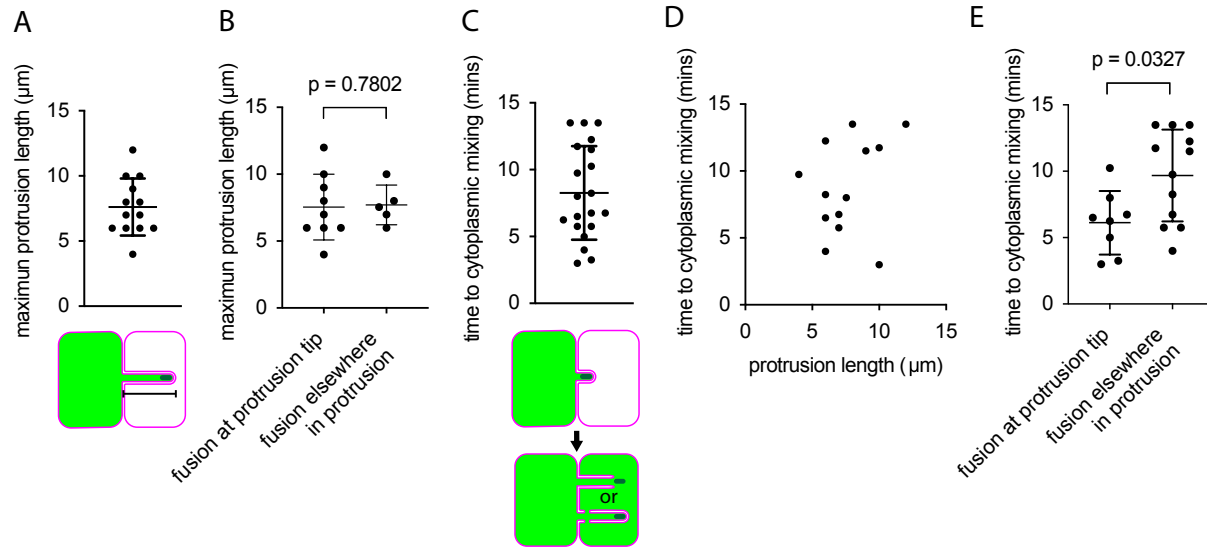 A
maximun protrusion length (µm)
15
10
5
0
B
maximun protrusion length (µm)
p = 0.7802
15
10
5
0
fusion at protrusion tip
fusion elsewhere
in protrusion
C
time to cytoplasmic mixing (mins)
15
10
5
0
or
D
time to cytoplasmic mixing (mins)
15
10
5
0
0
5
10
15
protrusion length (µm)
E
time to cytoplasmic mixing (mins)
p = 0.0327
15
10
5
0
fusion at protrusion tip
fusion elsewhere
in protrusion